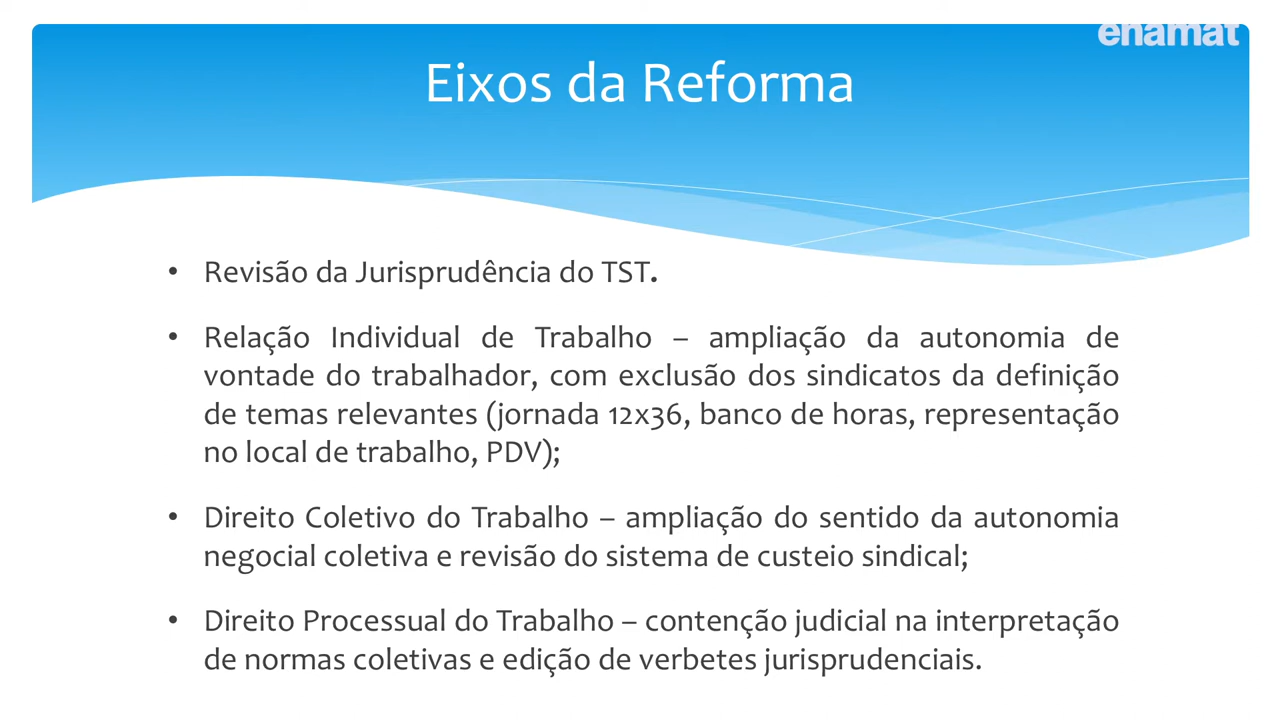 enamat
Eixos da Reforma
• Revisão da Jurisprudência do TST.
• Relação Individual de Trabalho – ampliação da autonomia de
vontade do trabalhador, com exclusão dos sindicatos da definição
de temas relevantes (jornada 12x36, banco de horas, representação
no local de trabalho, PDV);
• Direito Coletivo do Trabalho – ampliação do sentido da autonomia
negocial coletiva e revisão do sistema de custeio sindical;
• Direito Processual do Trabalho – contenção judicial na interpretação
de normas coletivas e edição de verbetes jurisprudenciais.